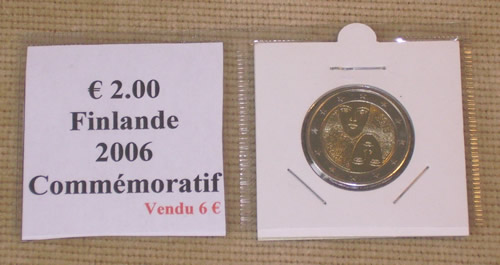 € 2.00
Finlande
2006
Commémoratif
Vendu 6 €